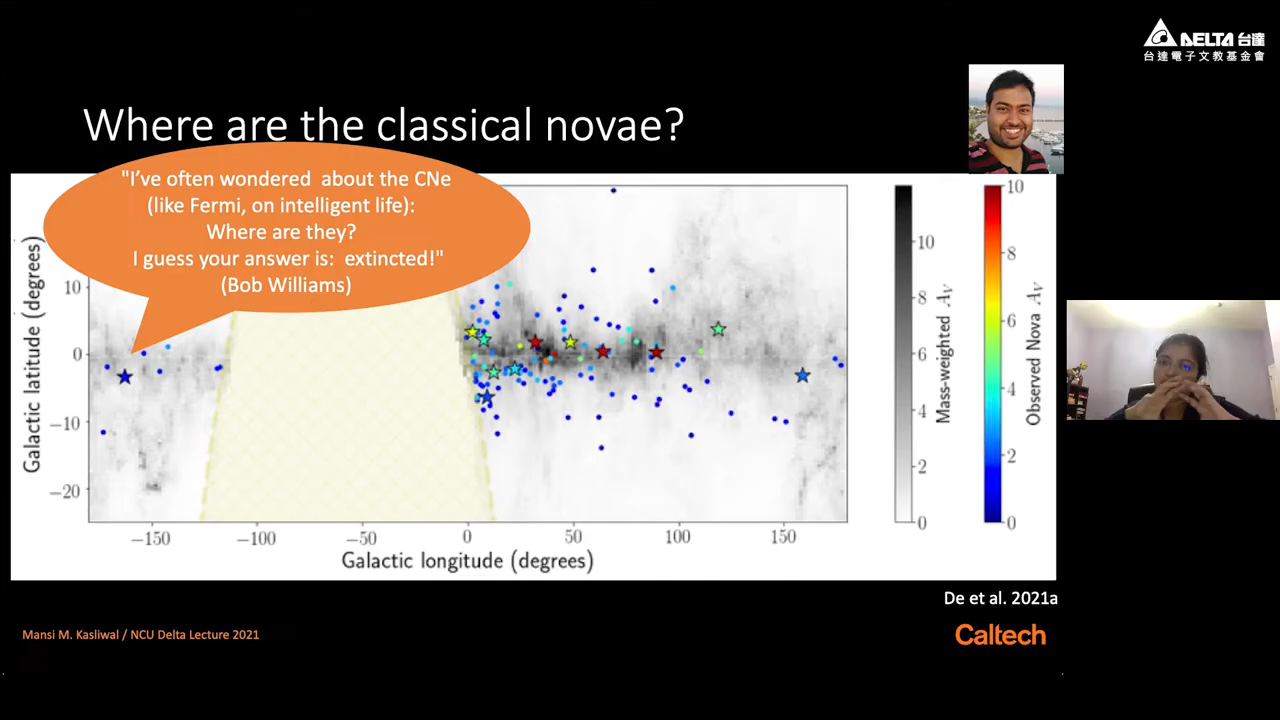 DELTA 台達
台達電子文教基金會
Where are the classical novae?
"I've often wondered about the CNe
(like Fermi, on intelligent life):
Where are they?
I guess your answer is: extincted!"
(Bob Williams)
Galactic latitude (degrees)
10
0
−10
−20
−150
−100
−50
0
50
100
150
Galactic longitude (degrees)
10
8
6
4
2
0
Mass-weighted AV
10
8
6
4
2
0
Observed Nova AV
De et al. 2021a
Mansi M. Kasliwal / NCU Delta Lecture 2021
Caltech